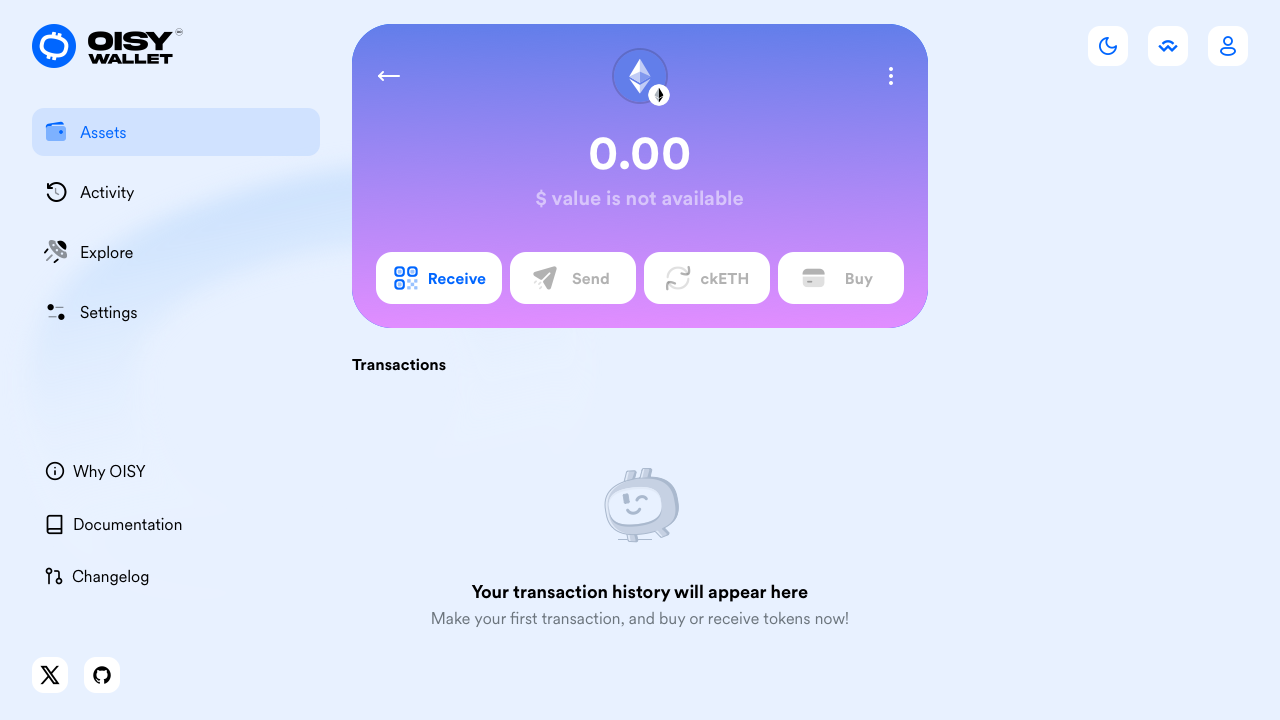 OISY
WALLET
Assets
Activity
Explore
Settings
Why OISY
Documentation
Changelog
0.00
$ value is not available
Receive
Send
ckETH
Buy
Transactions
Your transaction history will appear here
Make your first transaction, and buy or receive tokens now!